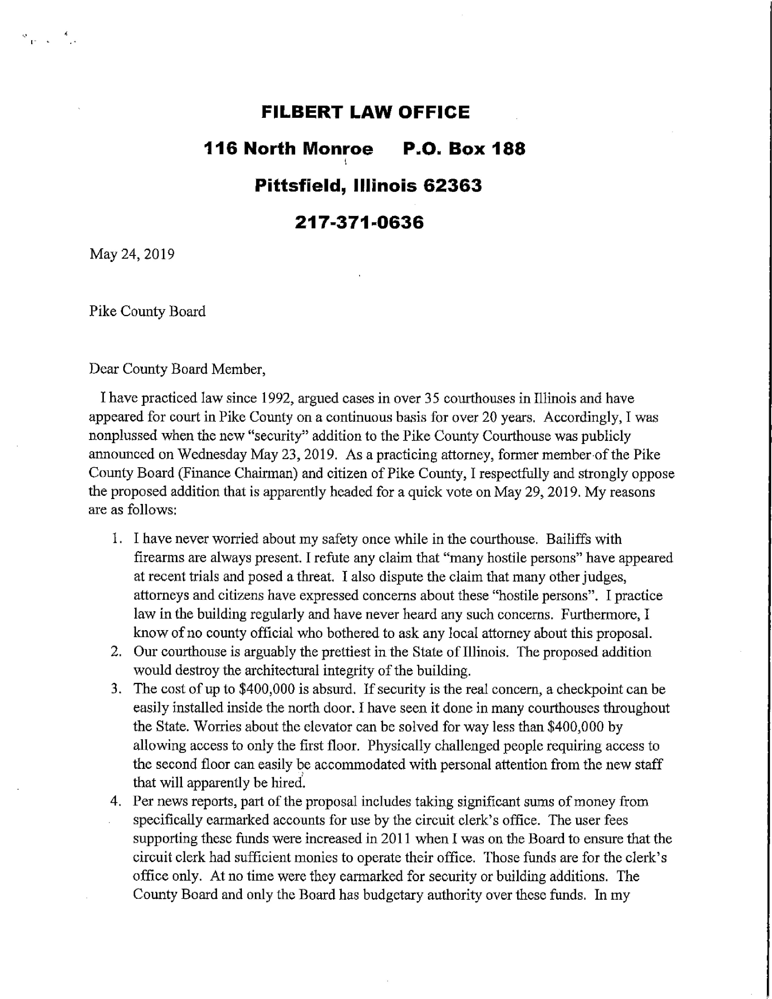 FILBERT LAW OFFICE
116 North Monroe P.O. Box 188
Pittsfield, Illinois 62363
217-371-0636
May 24, 2019
Pike County Board
Dear County Board Member,
I have practiced law since 1992, argued cases in over 35 courthouses in Illinois and have
appeared for court in Pike County on a continuous basis for over 20 years. Accordingly, I was
nonplussed when the new “security” addition to the Pike County Courthouse was publicly
announced on Wednesday May 23, 2019. As a practicing attorney, former member of the Pike
County Board (Finance Chairman) and citizen of Pike County, I respectfully and strongly oppose
the proposed addition that is apparently headed for a quick vote on May 29, 2019. My reasons
are as follows:
1. I have never worried about my safety once while in the courthouse. Bailiffs with
firearms are always present. I refute any claim that “many hostile persons” have appeared
at recent trials and posed a threat. I also dispute the claim that many other judges,
attorneys and citizens have expressed concerns about these “hostile persons”. I practice
law in the building regularly and have never heard any such concerns. Furthermore, I
know of no county official who bothered to ask any local attorney about this proposal.
2. Our courthouse is arguably the prettiest in the State of Illinois. The proposed addition
would destroy the architectural integrity of the building.
3. The cost of up to $400,000 is absurd. If security is the real concern, a checkpoint can be
easily installed inside the north door. I have seen it done in many courthouses throughout
the State. Worries about the elevator can be solved for way less than $400,000 by
allowing access to only the first floor. Physically challenged people requiring access to
the second floor can easily be accommodated with personal attention from the new staff
that will apparently be hired.
4. Per news reports, part of the proposal includes taking significant sums of money from
specifically earmarked accounts for use by the circuit clerk’s office. The user fees
supporting these funds were increased in 2011 when I was on the Board to ensure that the
circuit clerk had sufficient monies to operate their office. Those funds are for the clerk’s
office only. At no time were they earmarked for security or building additions. The
County Board and only the Board has budgetary authority over these funds. In my